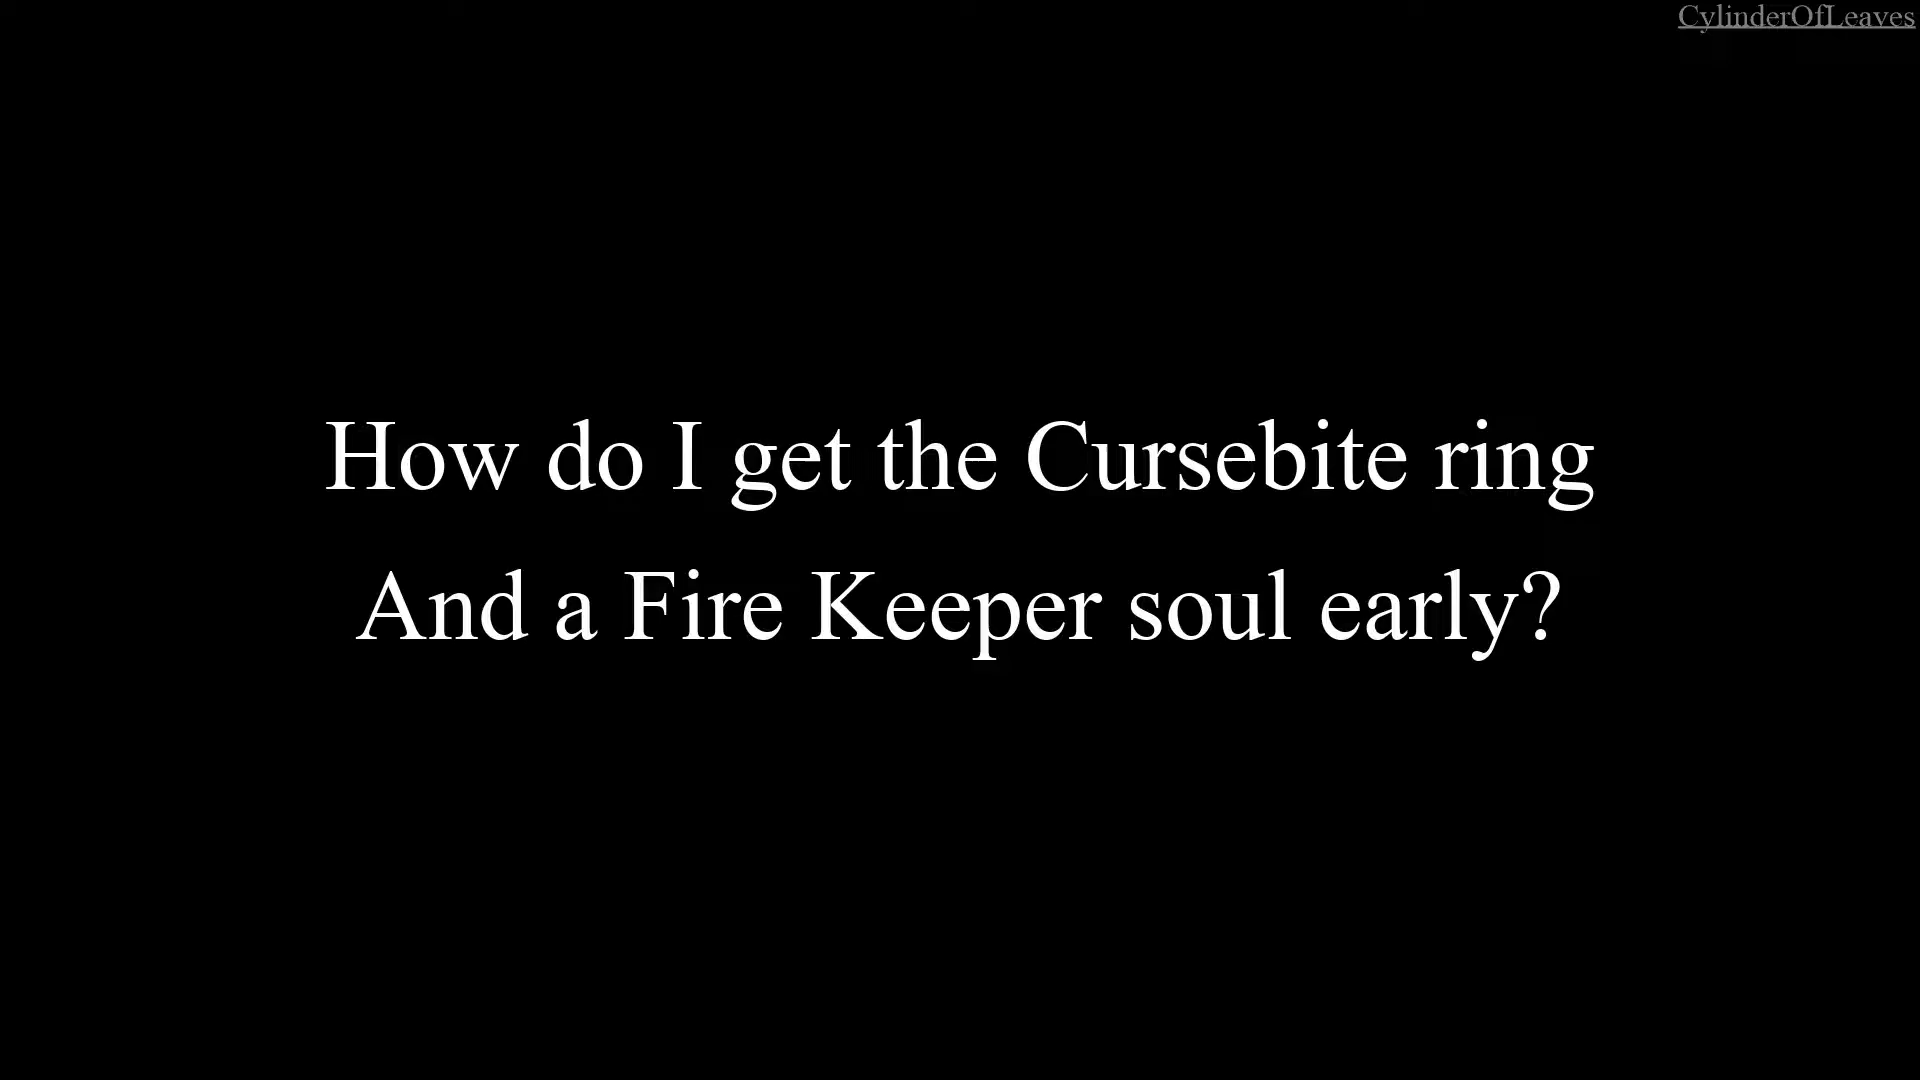 CylinderOfLeaves
How do I get the Cursebite ring
And a Fire Keeper soul early?